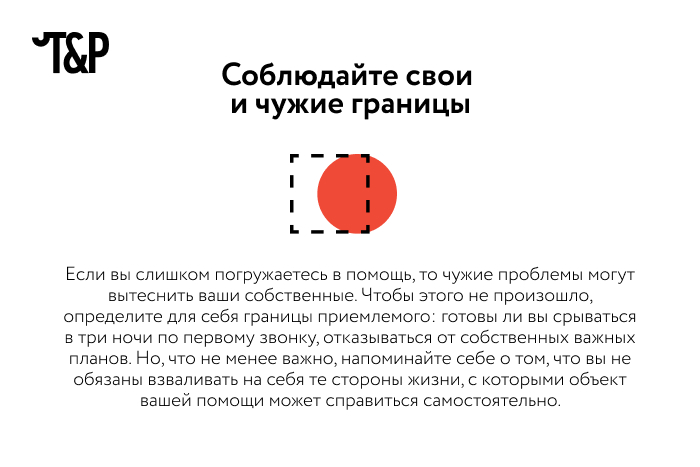 T&P
Соблюдайте свои
и чужие границы
Если вы слишком погружаетесь в помощь, то чужие проблемы могут
вытеснить ваши собственные. Чтобы этого не произошло,
определите для себя границы приемлемого: готовы ли вы срываться
в три ночи по первому звонку, отказываться от собственных важных
планов. Но, что не менее важно, напоминайте себе о том, что вы не
обязаны взваливать на себя те стороны жизни, с которыми объект
вашей помощи может справиться самостоятельно.